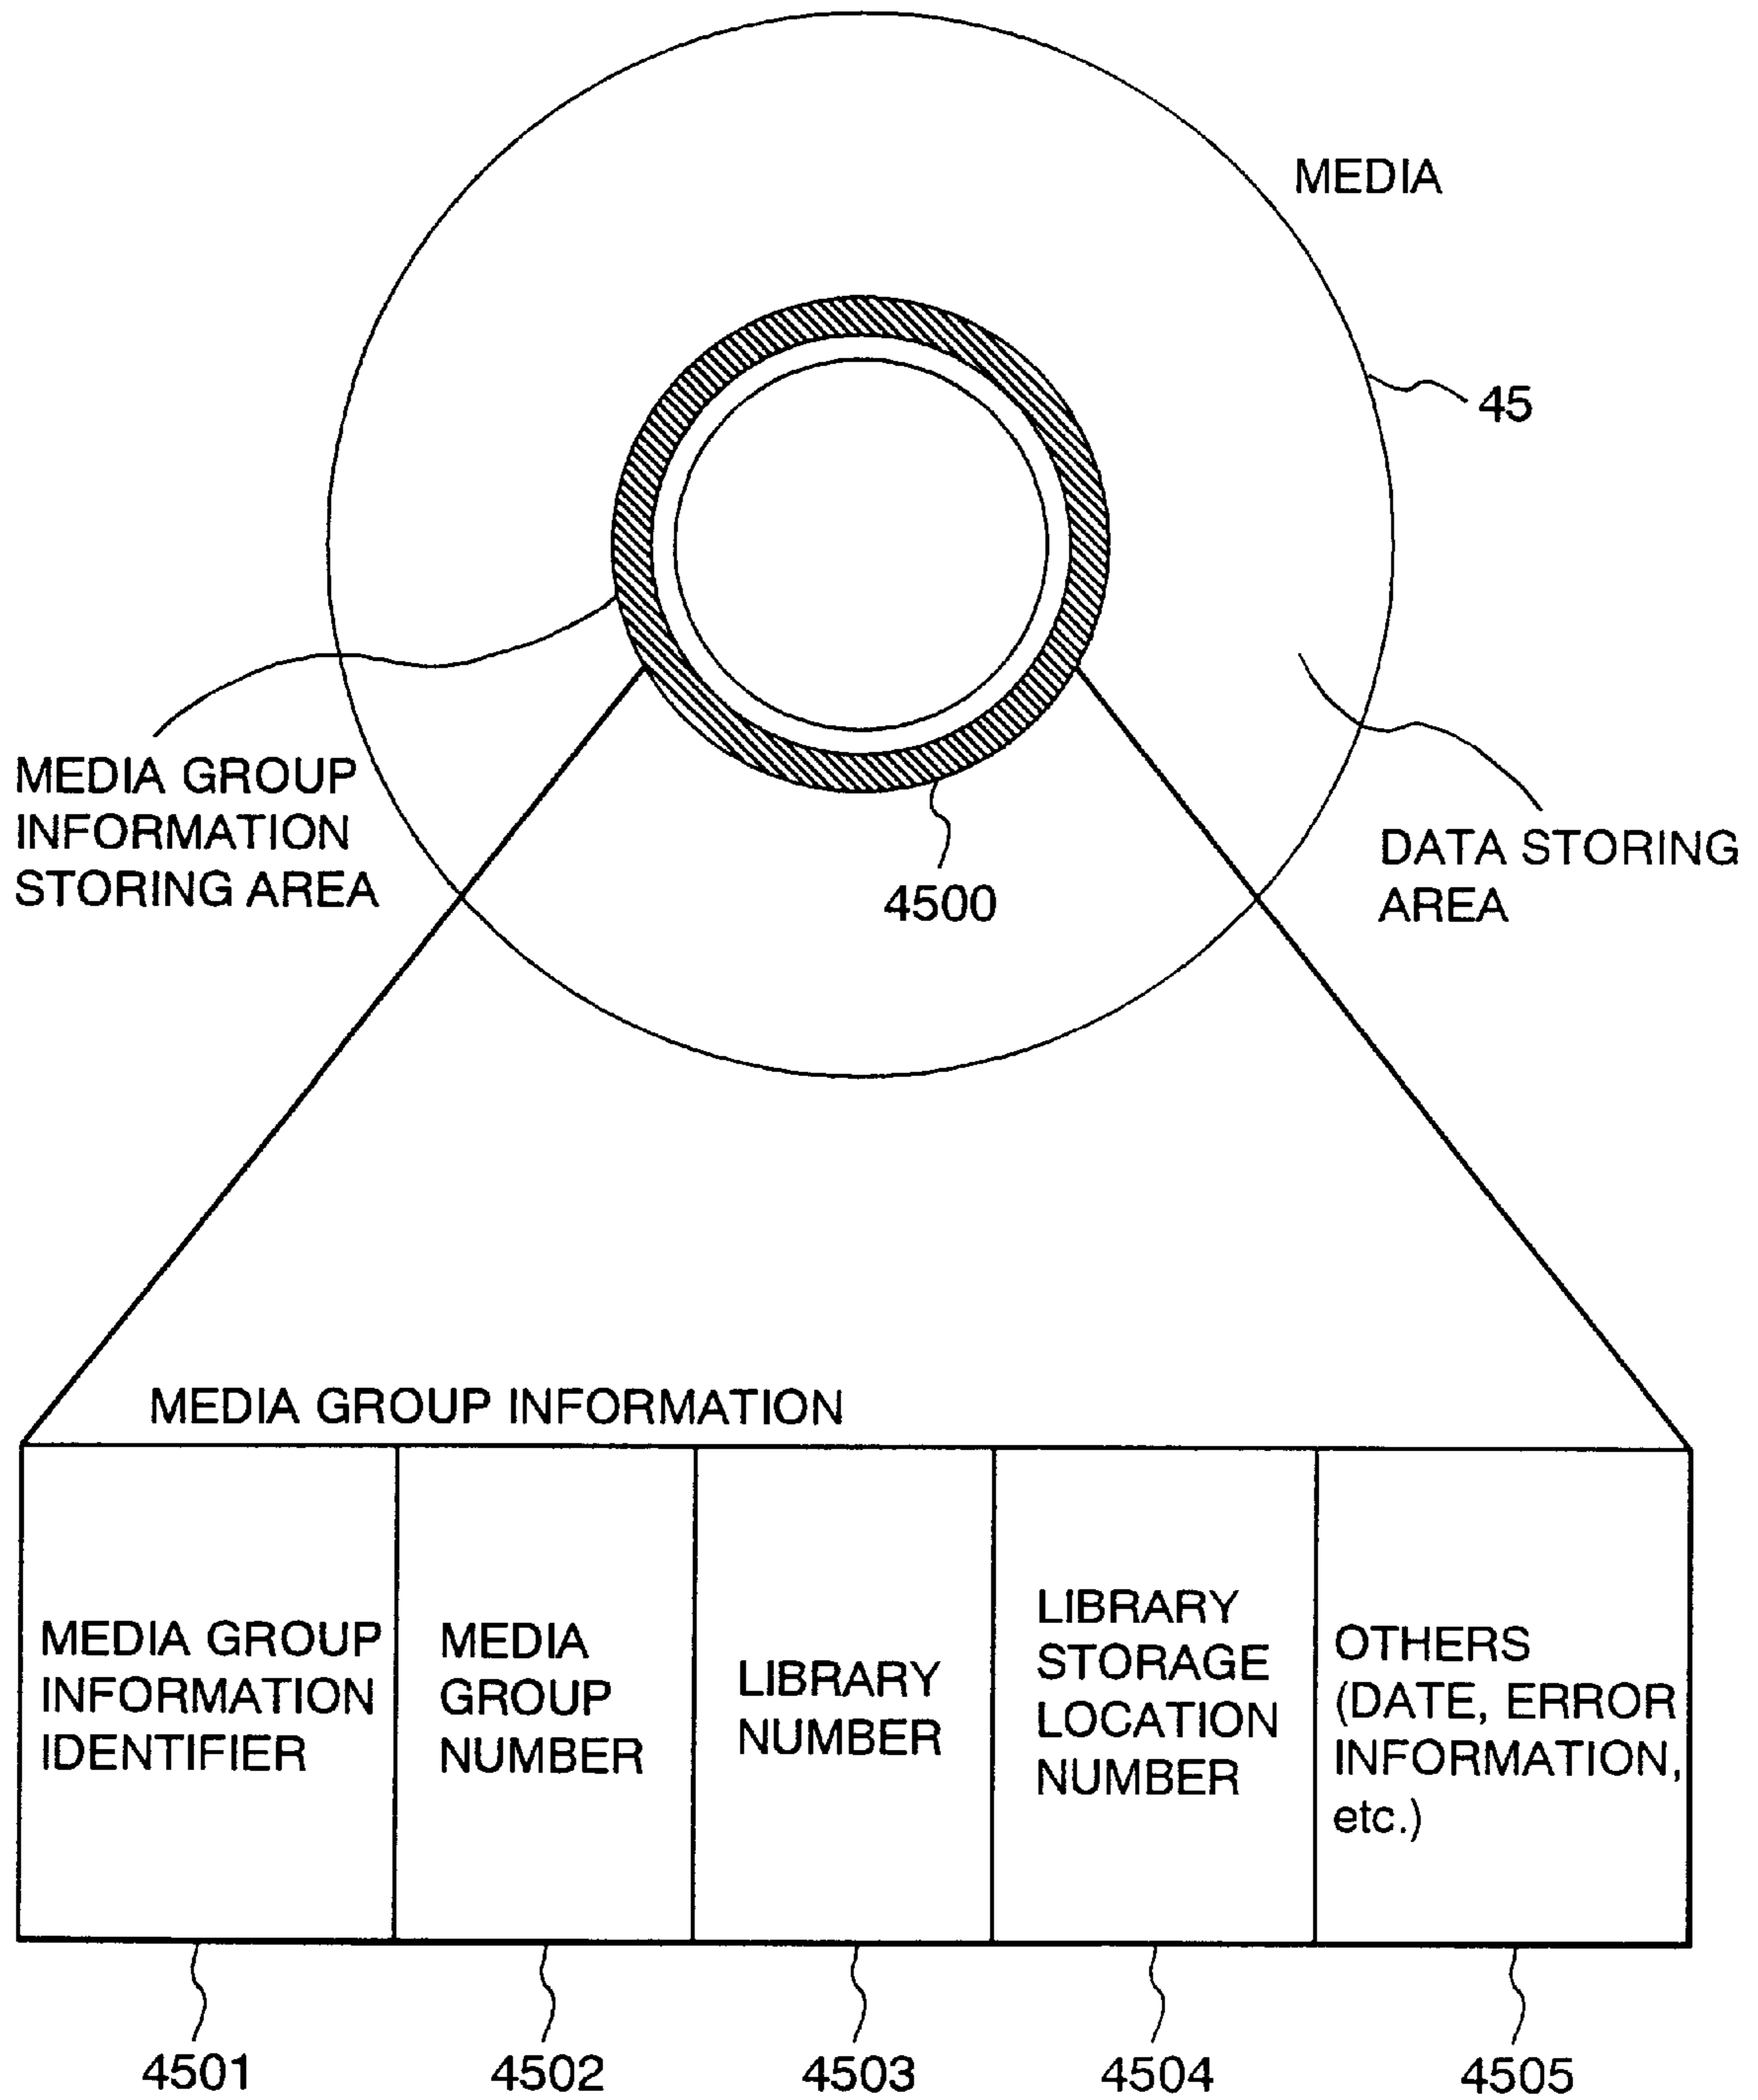 MEDIA
45
MEDIA GROUP
INFORMATION
STORING AREA
4500
DATA STORING
AREA
MEDIA GROUP INFORMATION
MEDIA GROUP
INFORMATION
IDENTIFIER
MEDIA
GROUP
NUMBER
LIBRARY
NUMBER
LIBRARY
STORAGE
LOCATION
NUMBER
OTHERS
(DATE, ERROR
INFORMATION,
etc.)
4501
4502
4503
4504
4505